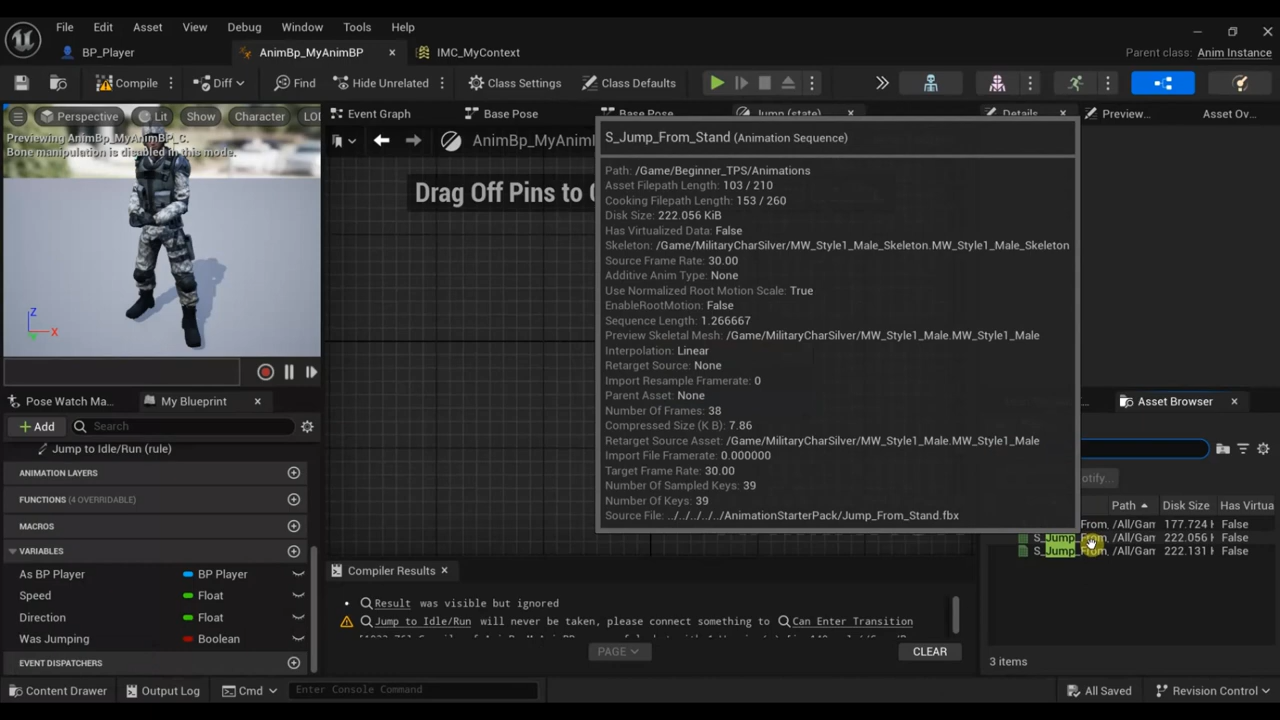 File Edit Asset View Debug Window Tools Help
BP_Player AnimBp_MyAnimBP IMC_MyContext Parent class: Anim Instance
Compile Diff Find Hide Unrelated Class Settings Class Defaults
Perspective Lit Show Character LO
Previewing AnimBp_MyAnimBP_C.
Bone manipulation is disabled in this mode.
Z
X
Event Graph Base Pose Base Pose Jump (state) Details Preview... Asset Ov...
AnimBp_MyAnim
Drag Off Pins to
S_Jump_From_Stand (Animation Sequence)
Path: /Game/Beginner_TPS/Animations
Asset Filepath Length: 103 / 210
Cooking Filepath Length: 153 / 260
Disk Size: 222.056 KiB
Has Virtualized Data: False
Skeleton: /Game/MilitaryCharSilver/MW_Style1_Male_Skeleton.MW_Style1_Male_Skeleton
Source Frame Rate: 30.00
Additive Anim Type: None
Use Normalized Root Motion Scale: True
EnableRootMotion: False
Sequence Length: 1.266667
Preview Skeletal Mesh: /Game/MilitaryCharSilver/MW_Style1_Male.MW_Style1_Male
Interpolation: Linear
Retarget Source: None
Import Resample Framerate: 0
Parent Asset: None
Number Of Frames: 38
Compressed Size (K B): 7.86
Retarget Source Asset: /Game/MilitaryCharSilver/MW_Style1_Male.MW_Style1_Male
Import File Framerate: 0.000000
Target Frame Rate: 30.00
Number Of Sampled Keys: 39
Number Of Keys: 39
Source File: ../../../../../AnimationStarterPack/Jump_From_Stand.fbx
Pose Watch Ma... My Blueprint
Add Search
Jump to Idle/Run (rule)
ANIMATION LAYERS
FUNCTIONS (4 OVERRIDABLE)
MACROS
VARIABLES
As BP Player BP Player
Speed Float
Direction Float
Was Jumping Boolean
EVENT DISPATCHERS
Asset Browser
otify...
Path Disk Size Has Virtua
From_ /All/Gam 177.724 False
S_Jump_From_ /All/Gam 222.056 False
S_Jump_From_ /All/Gam 222.131 False
3 items
Compiler Results
Result was visible but ignored
Jump to Idle/Run will never be taken, please connect something to Can Enter Transition
PAGE CLEAR
Content Drawer Output Log Cmd Enter Console Command All Saved Revision Control